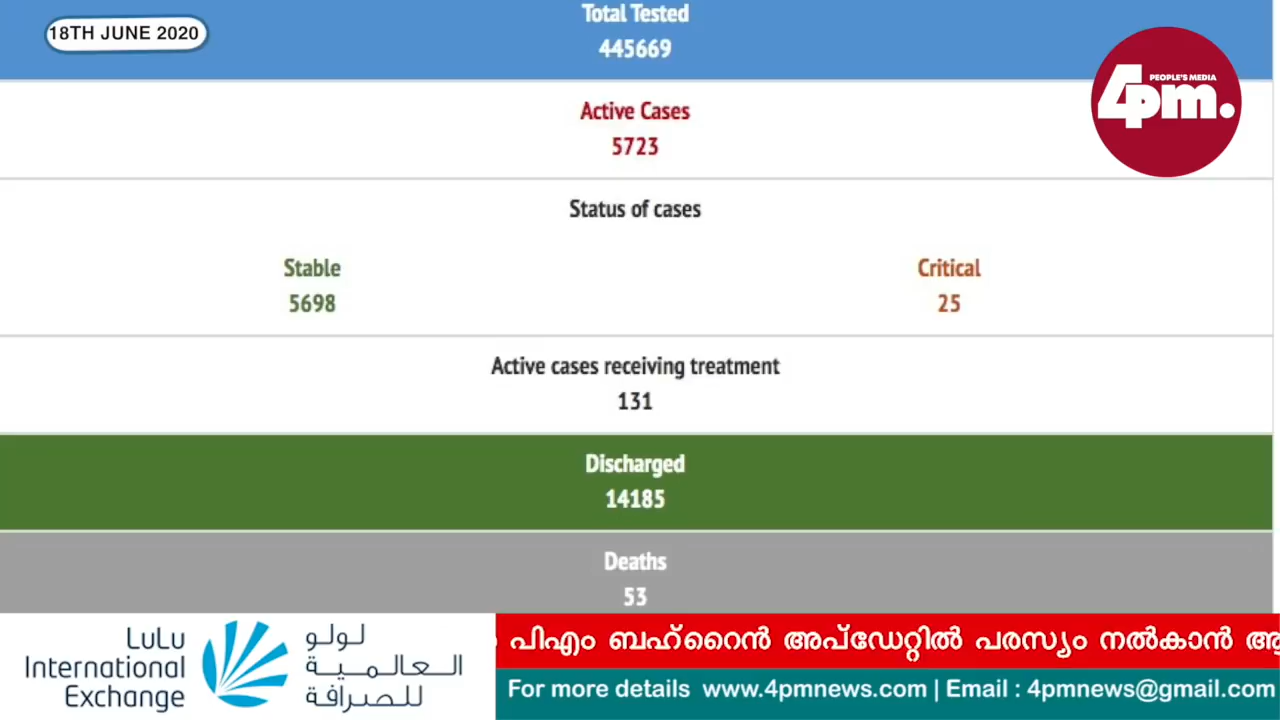 18TH JUNE 2020
Total Tested
445669
PEOPLE'S MEDIA
4pm.
Active Cases
5723
Status of cases
Stable
5698
Critical
25
Active cases receiving treatment
131
Discharged
14185
Deaths
53
LuLu
International
Exchange
لولو
العالمية
للصرافة
പിഎം ബഹ്റൈൻ അപ്ഡേറ്റിൽ പരസ്യം നൽകാൻ
For more details www.4pmnews.com | Email : 4pmnews@gmail.com